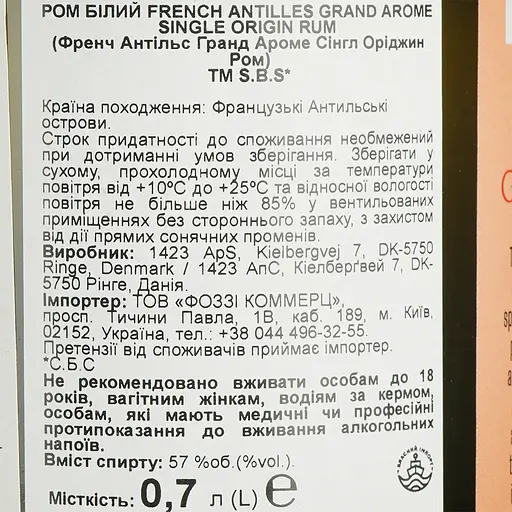 РОМ БІЛИЙ FRENCH ANTILLES GRAND AROME
SINGLE ORIGIN RUM
(Френч Антільс Гранд Ароме Сінгл Оріджин
Ром)
ТМ S.B.S*
Країна походження: Французькі Антильські
острови.
Строк придатності до споживання необмежений
при дотриманні умов зберігання. Зберігати у
сухому, прохолодному місці за температури
повітря від +10°С до +25°С та відносної вологості
повітря не більше ніж 85% у вентильованих
приміщеннях без стороннього запаху, з захистом
від дії прямих сонячних променів.
Виробник: 1423 ApS, Kielbergvej 7, DK-5750
Ringe, Denmark / 1423 АпС, Кіелберґвей 7, DK-
5750 Рінге, Данія.
Імпортер: ТОВ «ФОЗЗІ КОММЕРЦ»,
просп. Тичини Павла, 1В, каб. 189, м. Київ,
02152, Україна, тел.: +38 044 496-32-55.
Претензії від споживачів приймає імпортер.
*С.Б.С
Не рекомендовано вживати особам до 18
років, вагітним жінкам, водіям за кермом,
особам, які мають медичні чи професійні
протипоказання до вживання алкогольних
напоїв.
Вміст спирту: 57 %об.(%vol.).
ВЛАСНИЙ ІМПОРТ
Місткість: 0,7 л (L) ℮